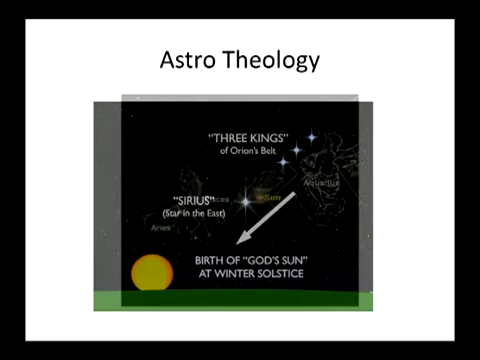 Astro Theology
"THREE KINGS"
of Orion's Belt
Aquarius
"SIRIUS"
(Star in the East)
Sun
Aries
BIRTH OF "GOD'S SUN"
AT WINTER SOLSTICE